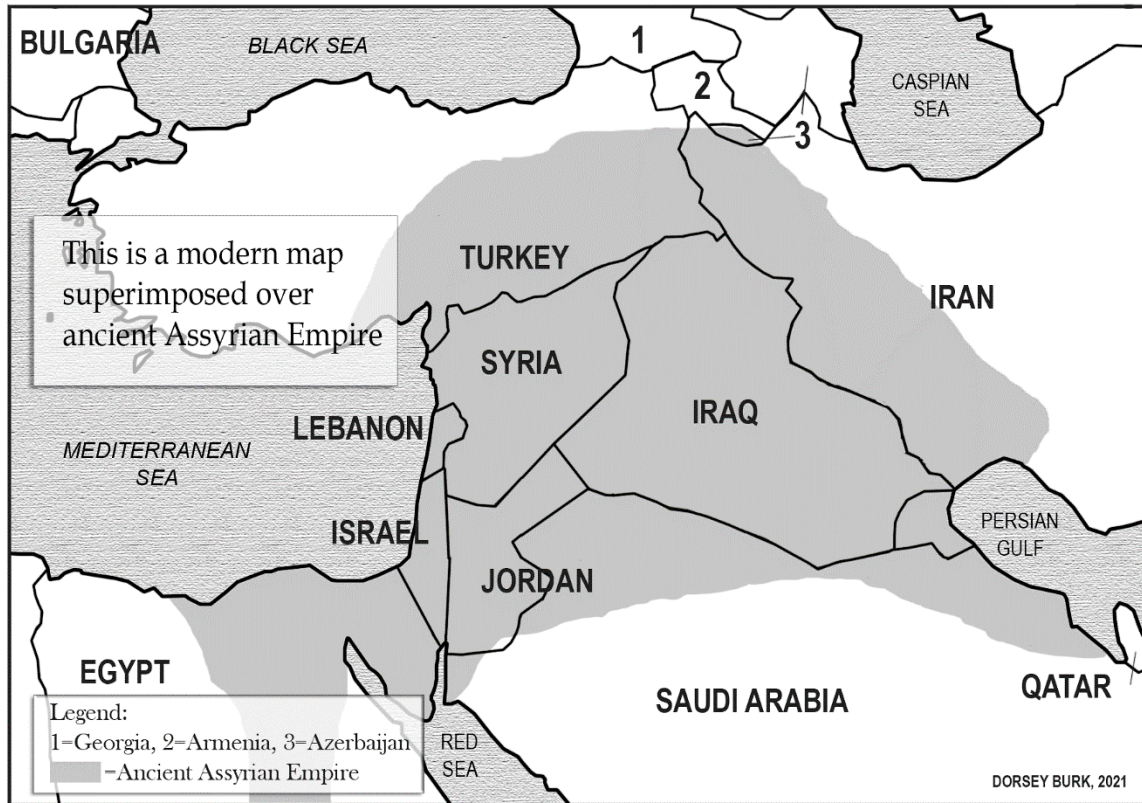 BULGARIA
BLACK SEA
1
2
CASPIAN
SEA
3
This is a modern map
superimposed over
ancient Assyrian Empire
TURKEY
IRAN
SYRIA
IRAQ
LEBANON
MEDITERRANEAN
SEA
ISRAEL
PERSIAN
GULF
JORDAN
EGYPT
SAUDI ARABIA
QATAR
Legend:
1=Georgia, 2=Armenia, 3=Azerbaijan
=Ancient Assyrian Empire
RED
SEA
DORSEY BURK, 2021